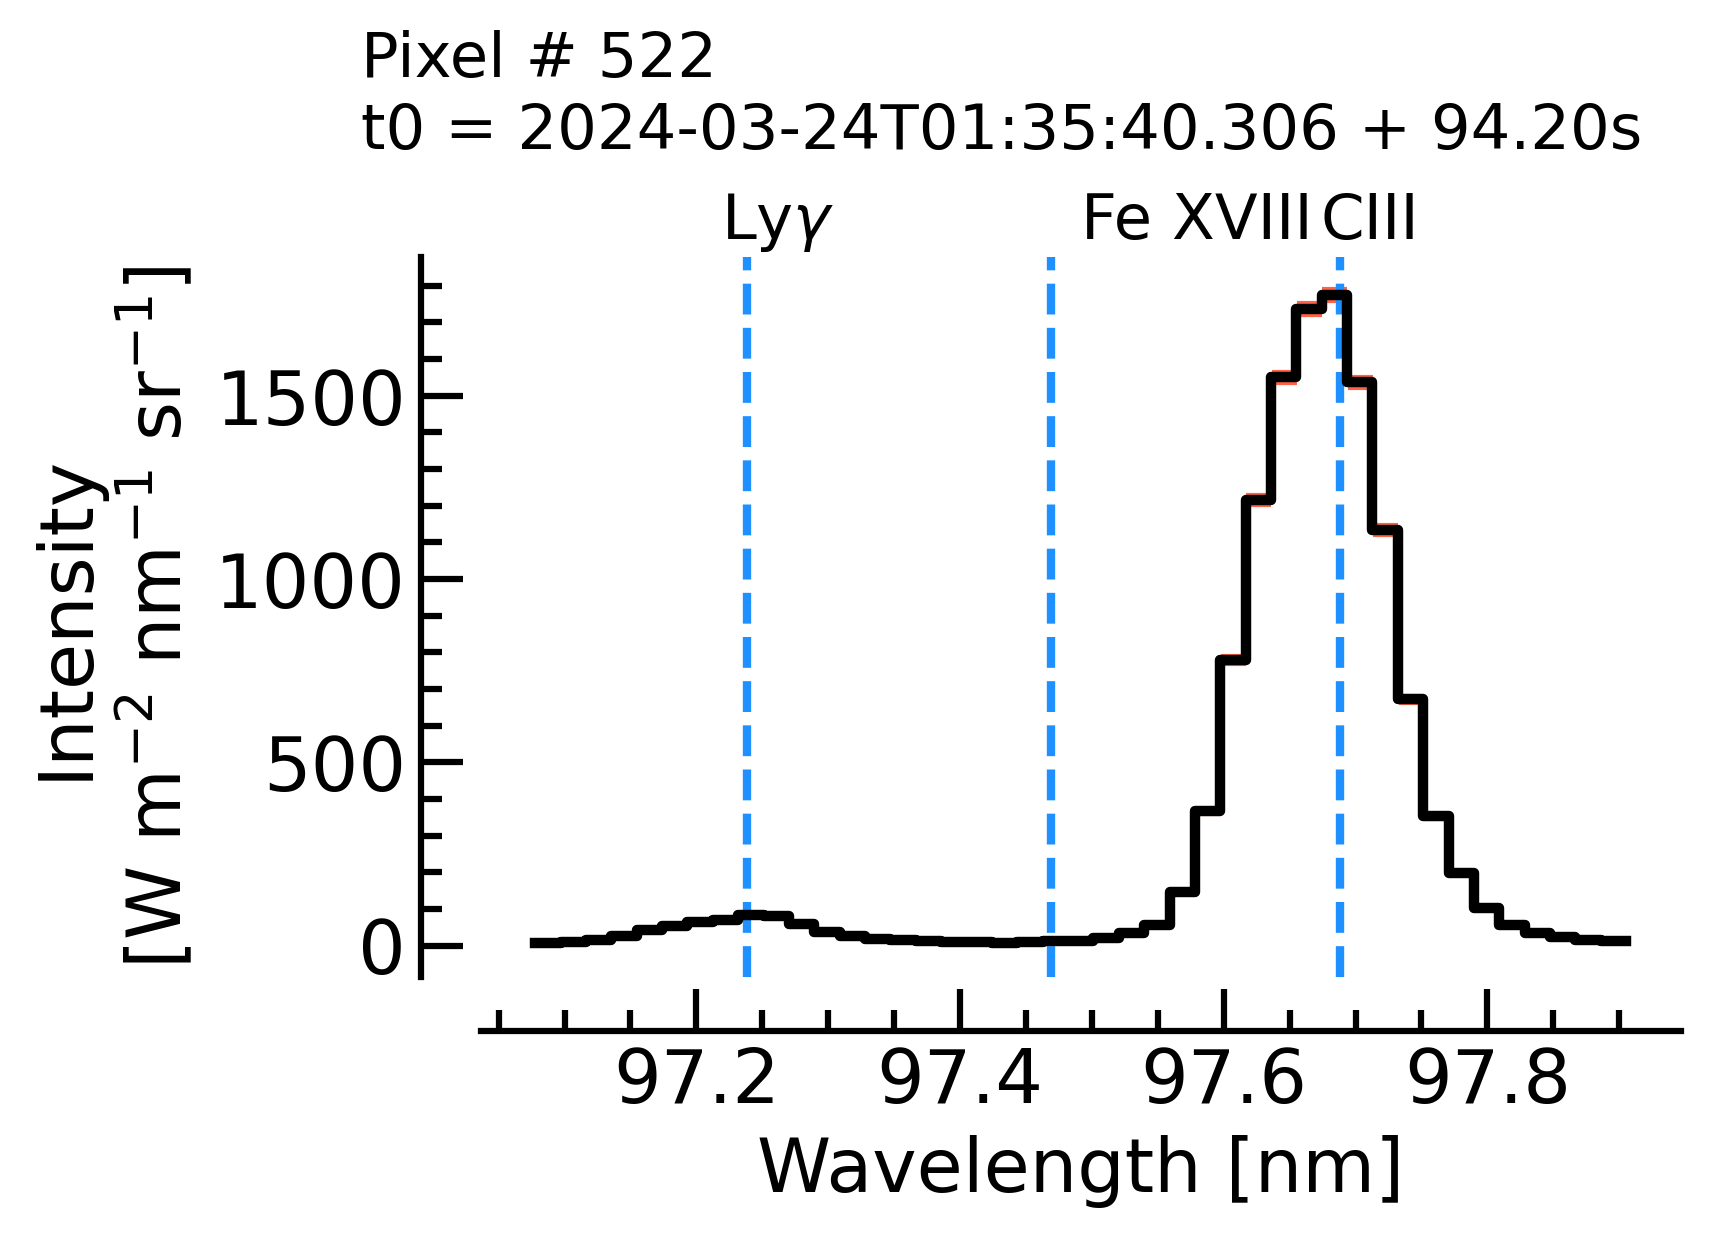 Pixel # 522
t0 = 2024-03-24T01:35:40.306 + 94.20s
Lyγ Fe XVIII CIII
Intensity
[W m⁻² nm⁻¹ sr⁻¹]
1500
1000
500
0
97.2 97.4 97.6 97.8
Wavelength [nm]